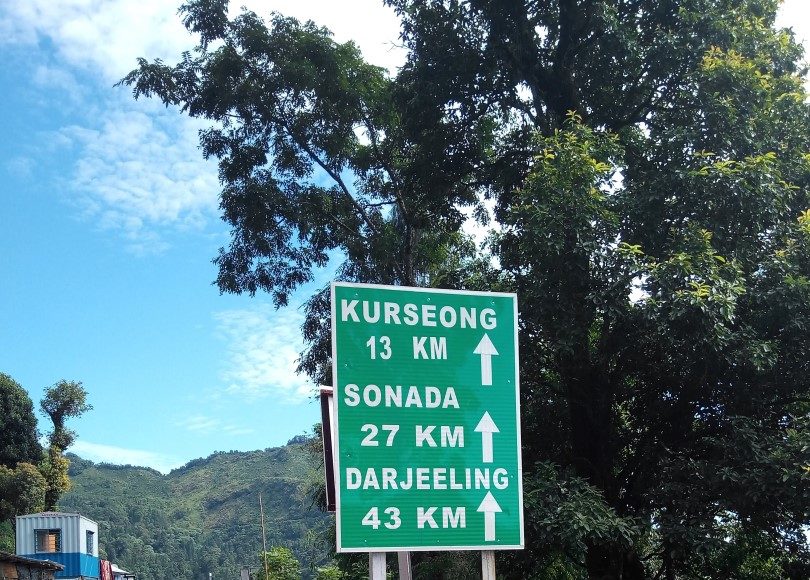 KURSEONG
13 KM
SONADA
27 KM
DARJEELING
43 KM